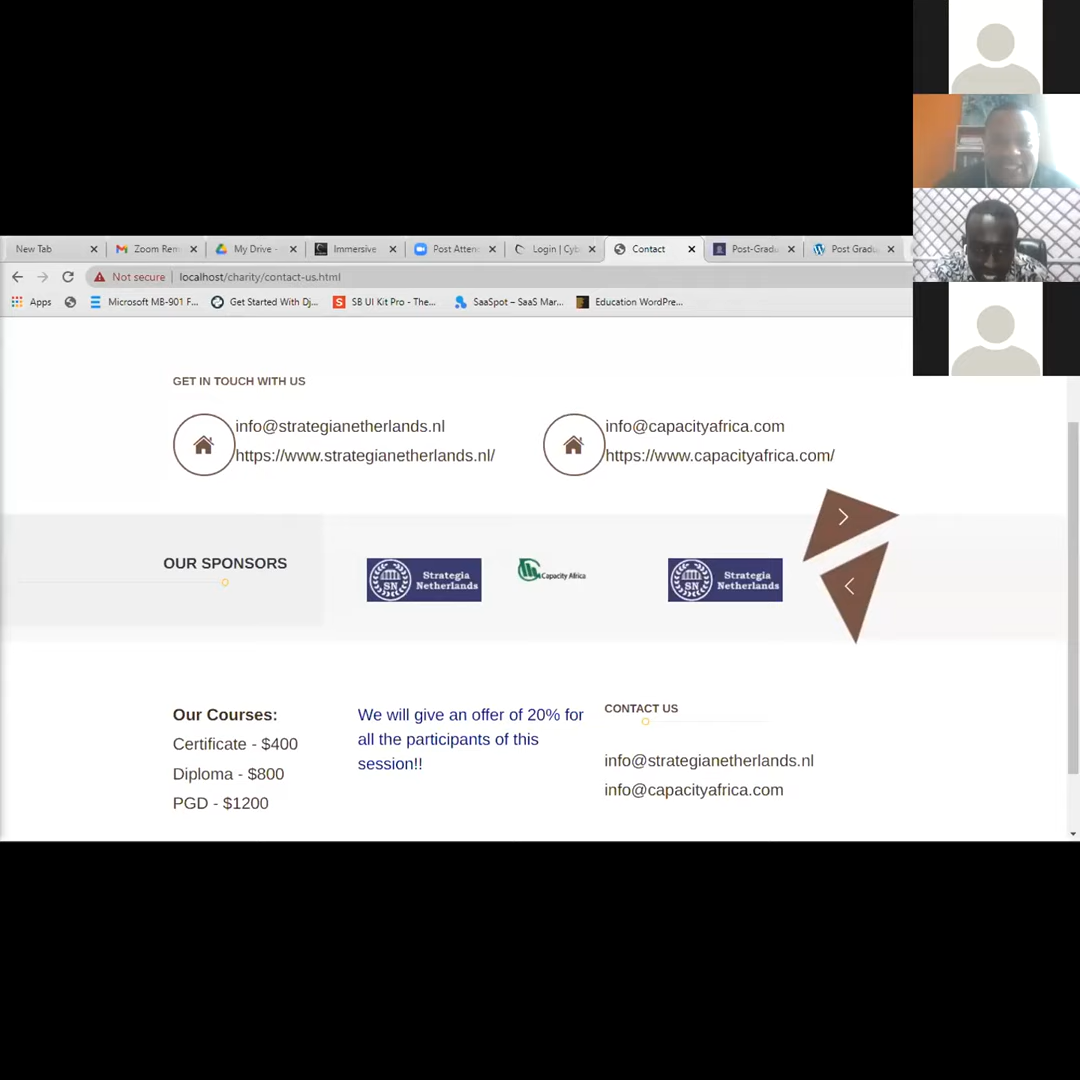 New Tab
Zoom Rem
My Drive -
Immersive
Post Atten
Login | Cyb
Contact
Post-Gradu
Post Gradu
Not secure | localhost/charity/contact-us.html
Apps
Microsoft MB-901 F...
Get Started With Dj...
SB UI Kit Pro - The...
SaaSpot – SaaS Mar...
Education WordPre...
GET IN TOUCH WITH US
info@strategianetherlands.nl
https://www.strategianetherlands.nl/
info@capacityafrica.com
https://www.capacityafrica.com/
OUR SPONSORS
SN
Strategia
Netherlands
Capacity Africa
SN
Strategia
Netherlands
Our Courses:
Certificate - $400
Diploma - $800
PGD - $1200
We will give an offer of 20% for
all the participants of this
session!!
CONTACT US
info@strategianetherlands.nl
info@capacityafrica.com